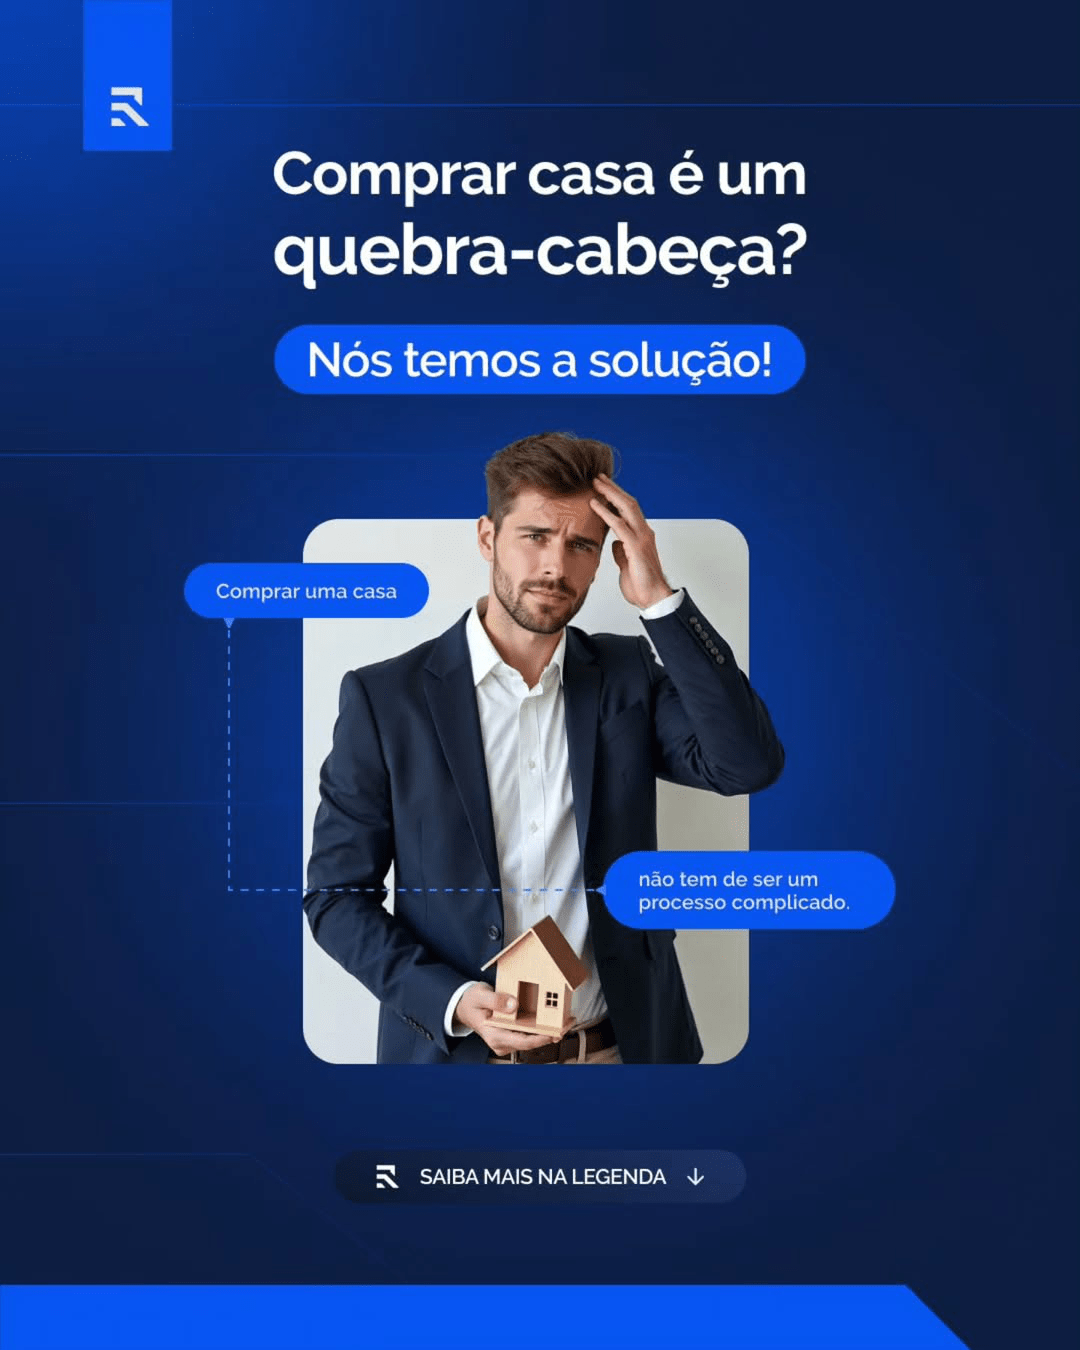 Comprar casa é um
quebra-cabeça?
Nós temos a solução!
Comprar uma casa
não tem de ser um
processo complicado.
SAIBA MAIS NA LEGENDA